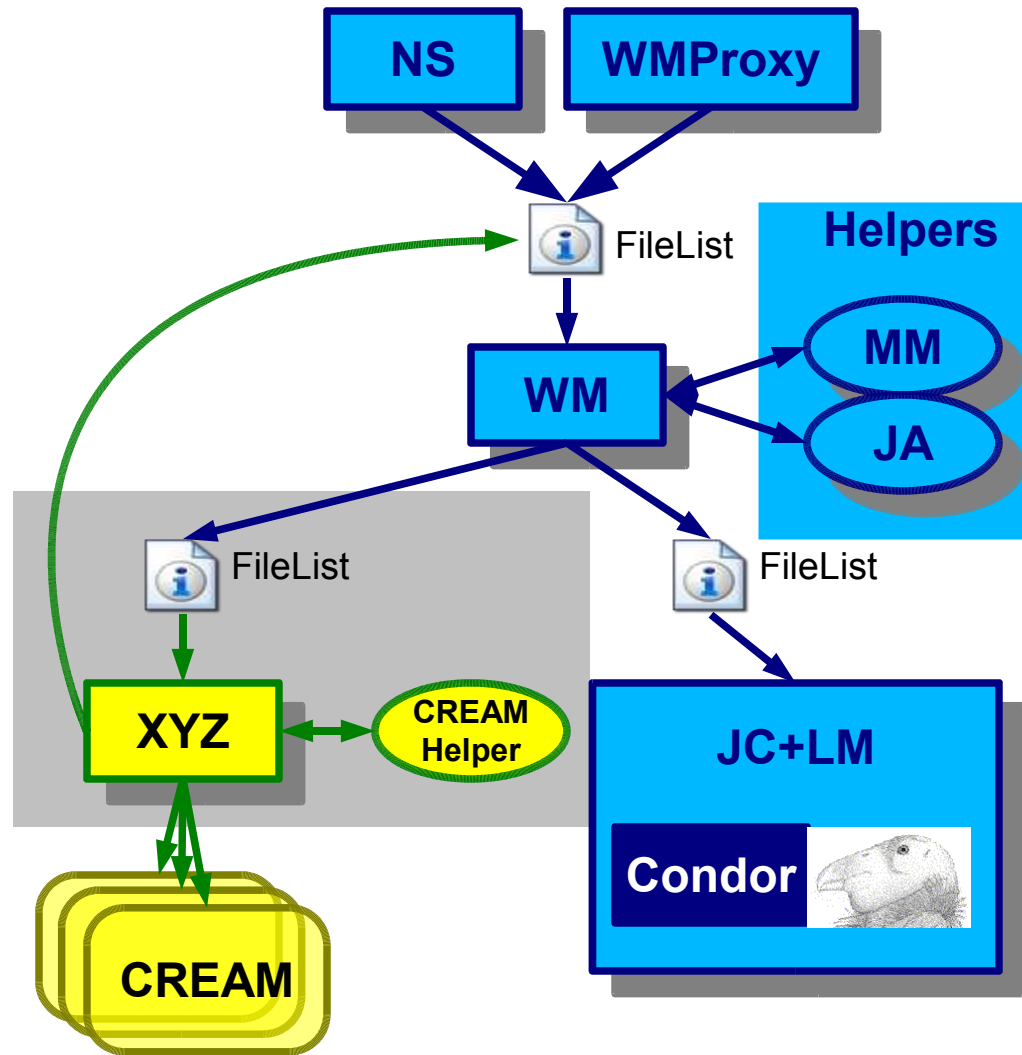 NS
WMProxy
FileList
Helpers
MM
WM
JA
FileList
FileList
XYZ
CREAM
Helper
JC+LM
Condor
CREAM